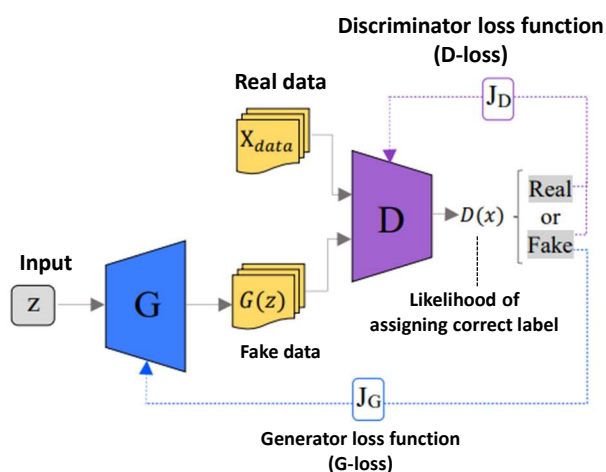 Discriminator loss function
(D-loss)
Real data
J_D
X_data
D
D(x)
Real
or
Fake
Input
z
G
G(z)
Fake data
Likelihood of
assigning correct label
J_G
Generator loss function
(G-loss)